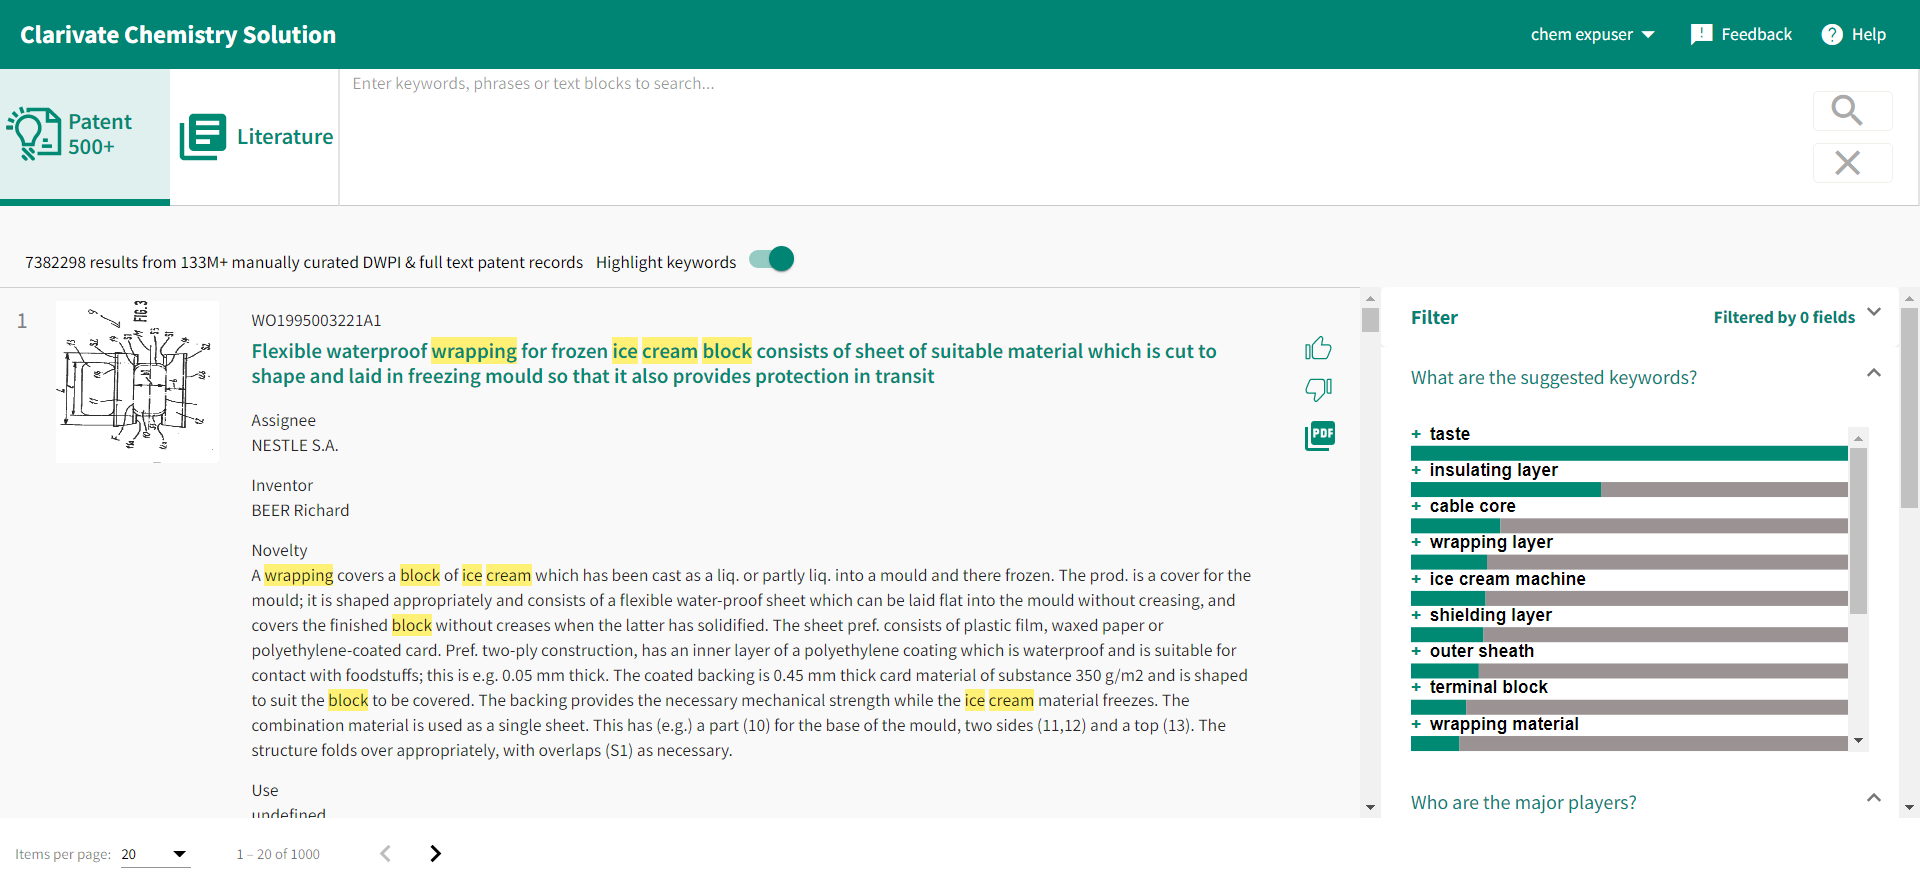 Clarivate Chemistry Solution
chem expuser
Feedback
Help
Patent
500+
Literature
Enter keywords, phrases or text blocks to search...
7382298 results from 133M+ manually curated DWPI & full text patent records
Highlight keywords
1
FIG.3
WO1995003221A1
Flexible waterproof wrapping for frozen ice cream block consists of sheet of suitable material which is cut to
shape and laid in freezing mould so that it also provides protection in transit
Assignee
NESTLE S.A.
Inventor
BEER Richard
Novelty
A wrapping covers a block of ice cream which has been cast as a liq. or partly liq. into a mould and there frozen. The prod. is a cover for the
mould; it is shaped appropriately and consists of a flexible water-proof sheet which can be laid flat into the mould without creasing, and
covers the finished block without creases when the latter has solidified. The sheet pref. consists of plastic film, waxed paper or
polyethylene-coated card. Pref. two-ply construction, has an inner layer of a polyethylene coating which is waterproof and is suitable for
contact with foodstuffs; this is e.g. 0.05 mm thick. The coated backing is 0.45 mm thick card material of substance 350 g/m2 and is shaped
to suit the block to be covered. The backing provides the necessary mechanical strength while the ice cream material freezes. The
combination material is used as a single sheet. This has (e.g.) a part (10) for the base of the mould, two sides (11,12) and a top (13). The
structure folds over appropriately, with overlaps (S1) as necessary.
Use
undefined
PDF
Filter
Filtered by 0 fields
What are the suggested keywords?
+ taste
+ insulating layer
+ cable core
+ wrapping layer
+ ice cream machine
+ shielding layer
+ outer sheath
+ terminal block
+ wrapping material
Who are the major players?
Items per page: 20
1 – 20 of 1000